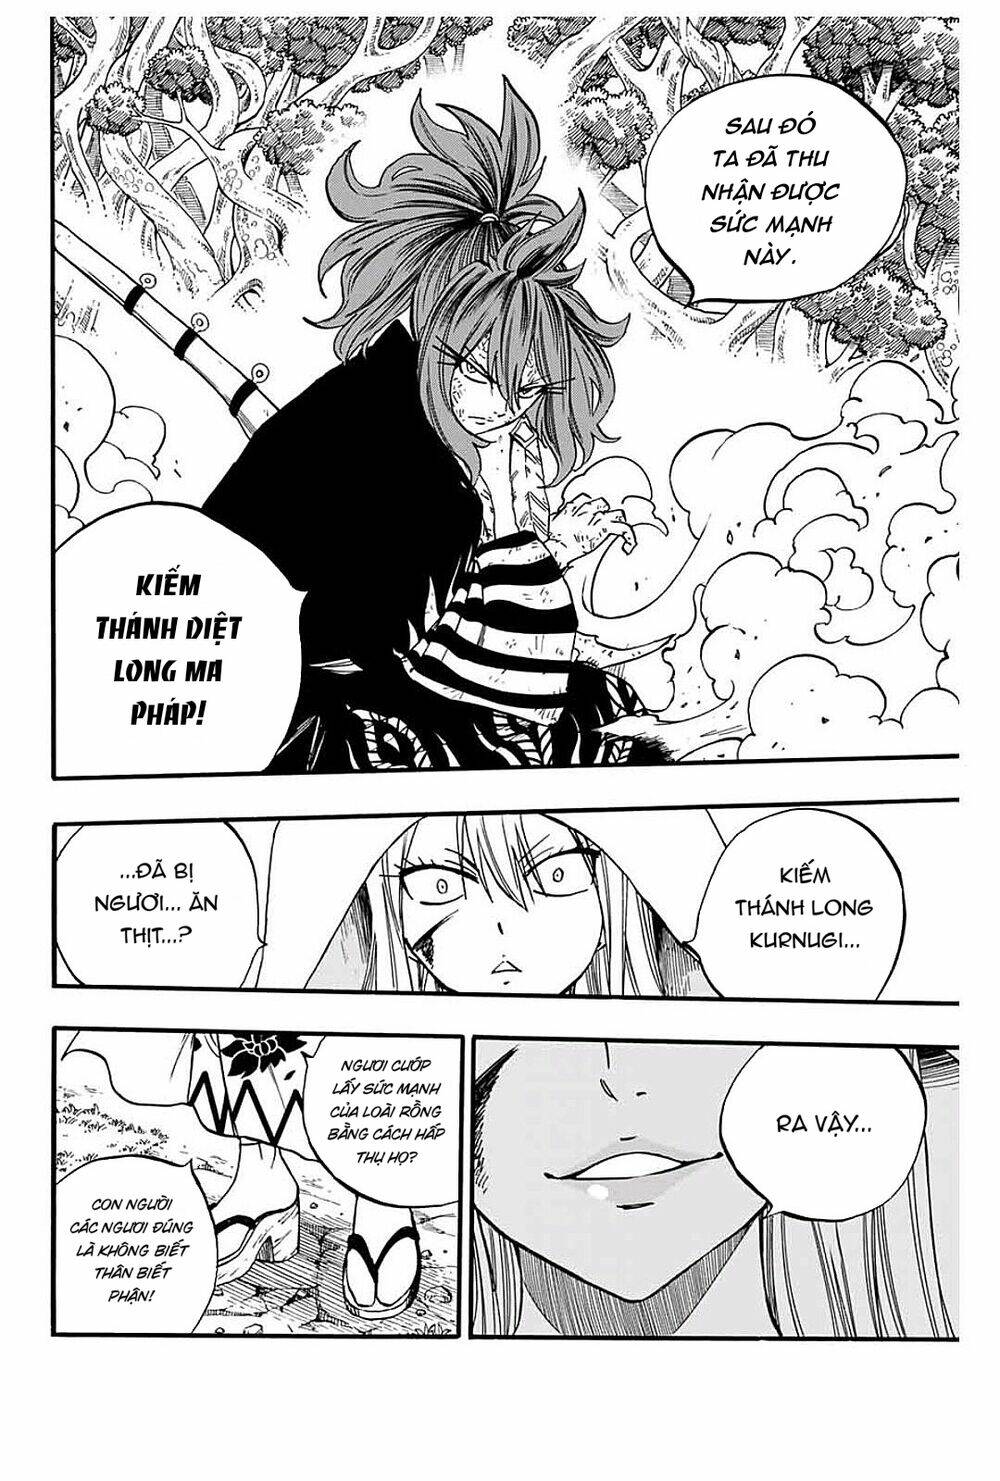 SAU ĐÓ
TA ĐÃ THU
NHẬN ĐƯỢC
SỨC MẠNH
NÀY.
KIẾM
THÁNH DIỆT
LONG MA
PHÁP!
KIẾM
THÁNH LONG
KURNUGI...
...ĐÃ BỊ
NGƯƠI... ĂN
THỊT...?
RA VẬY...
NGƯƠI CƯỚP
LẤY SỨC MẠNH
CỦA LOÀI RỒNG
BẰNG CÁCH HẤP
THỤ HỌ?
CON NGƯỜI
CÁC NGƯƠI ĐÚNG
LÀ KHÔNG BIẾT
THÂN BIẾT
PHẬN!